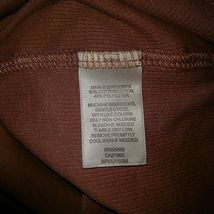 MAIN BODY/CORPS
60% COTTON/COTON
40% POLYESTER
MACHINE WASH COLD,
GENTLE CYCLE,
WITH LIKE COLORS
ONLY NON-CHLORINE
BLEACH IF NEEDED
TUMBLE DRY LOW,
REMOVE PROMPTLY
COOL IRON IF NEEDED